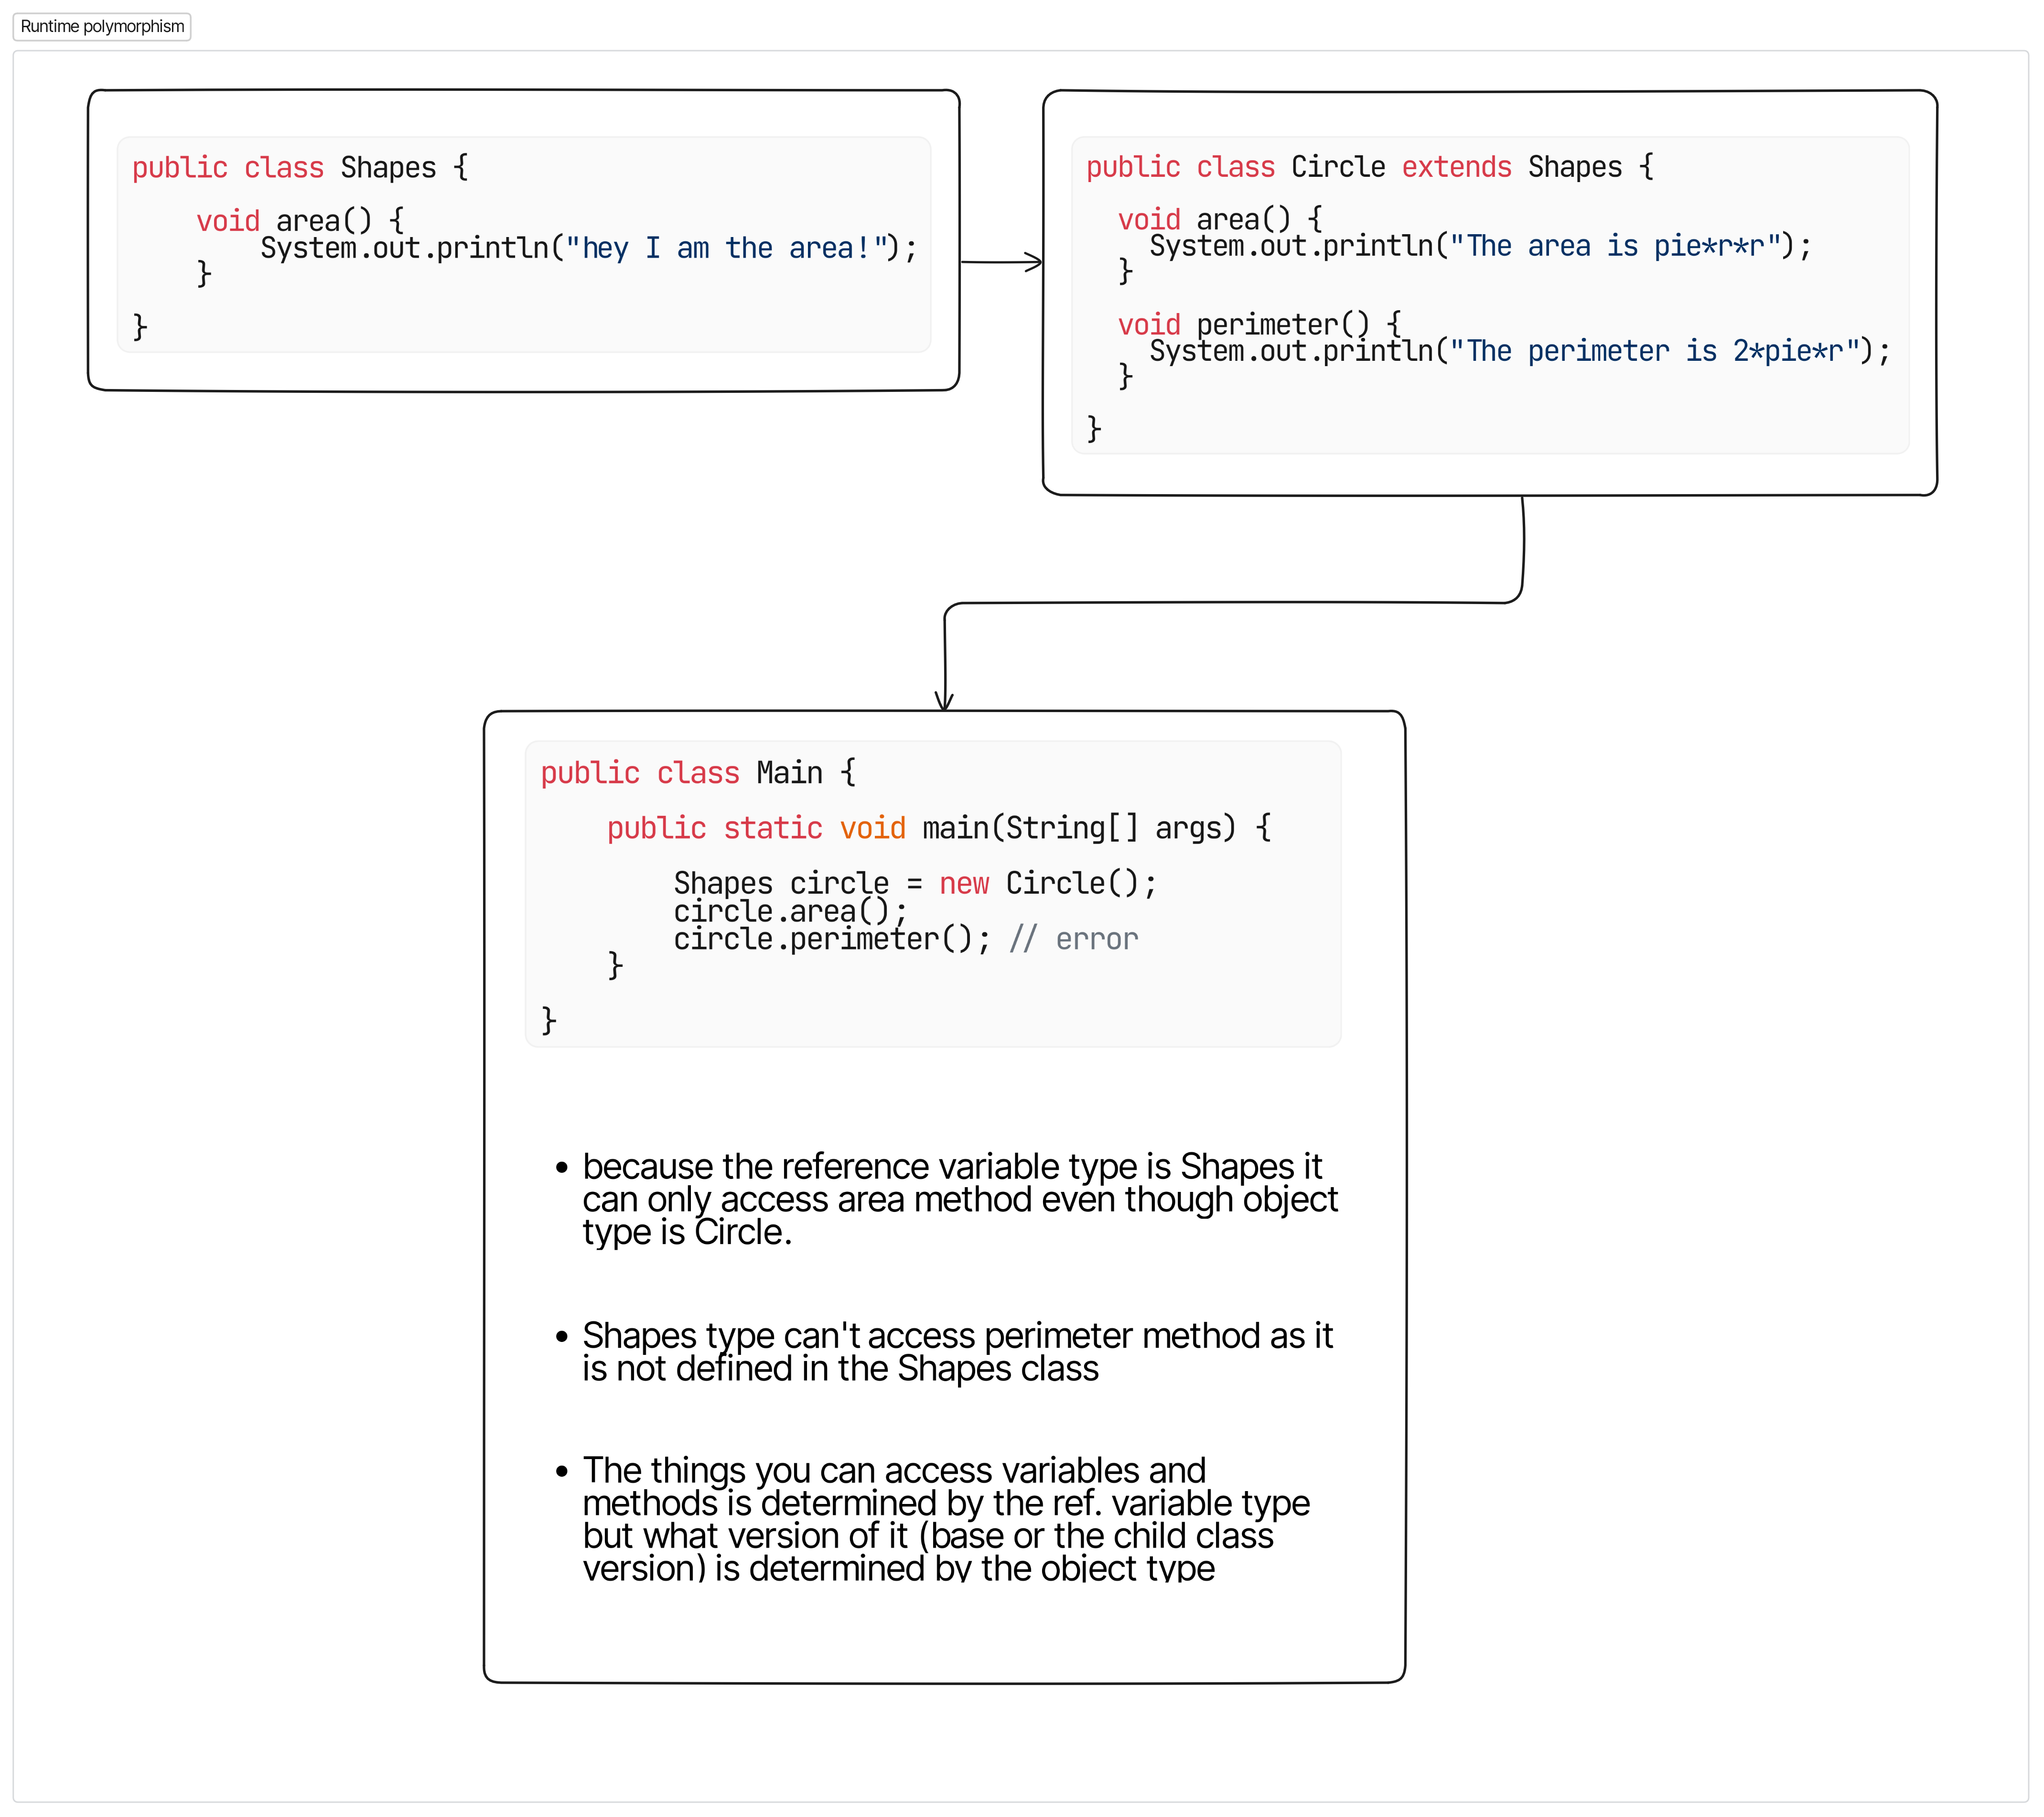 Runtime polymorphism
public class Shapes {
void area() {
System.out.println("hey I am the area!");
}
}
public class Circle extends Shapes {
void area() {
System.out.println("The area is pie*r*r");
}
void perimeter() {
System.out.println("The perimeter is 2*pie*r");
}
}
public class Main {
public static void main(String[] args) {
Shapes circle = new Circle();
circle.area();
circle.perimeter(); // error
}
}
• because the reference variable type is Shapes it
can only access area method even though object
type is Circle.
• Shapes type can't access perimeter method as it
is not defined in the Shapes class
• The things you can access variables and
methods is determined by the ref. variable type
but what version of it (base or the child class
version) is determined by the object type